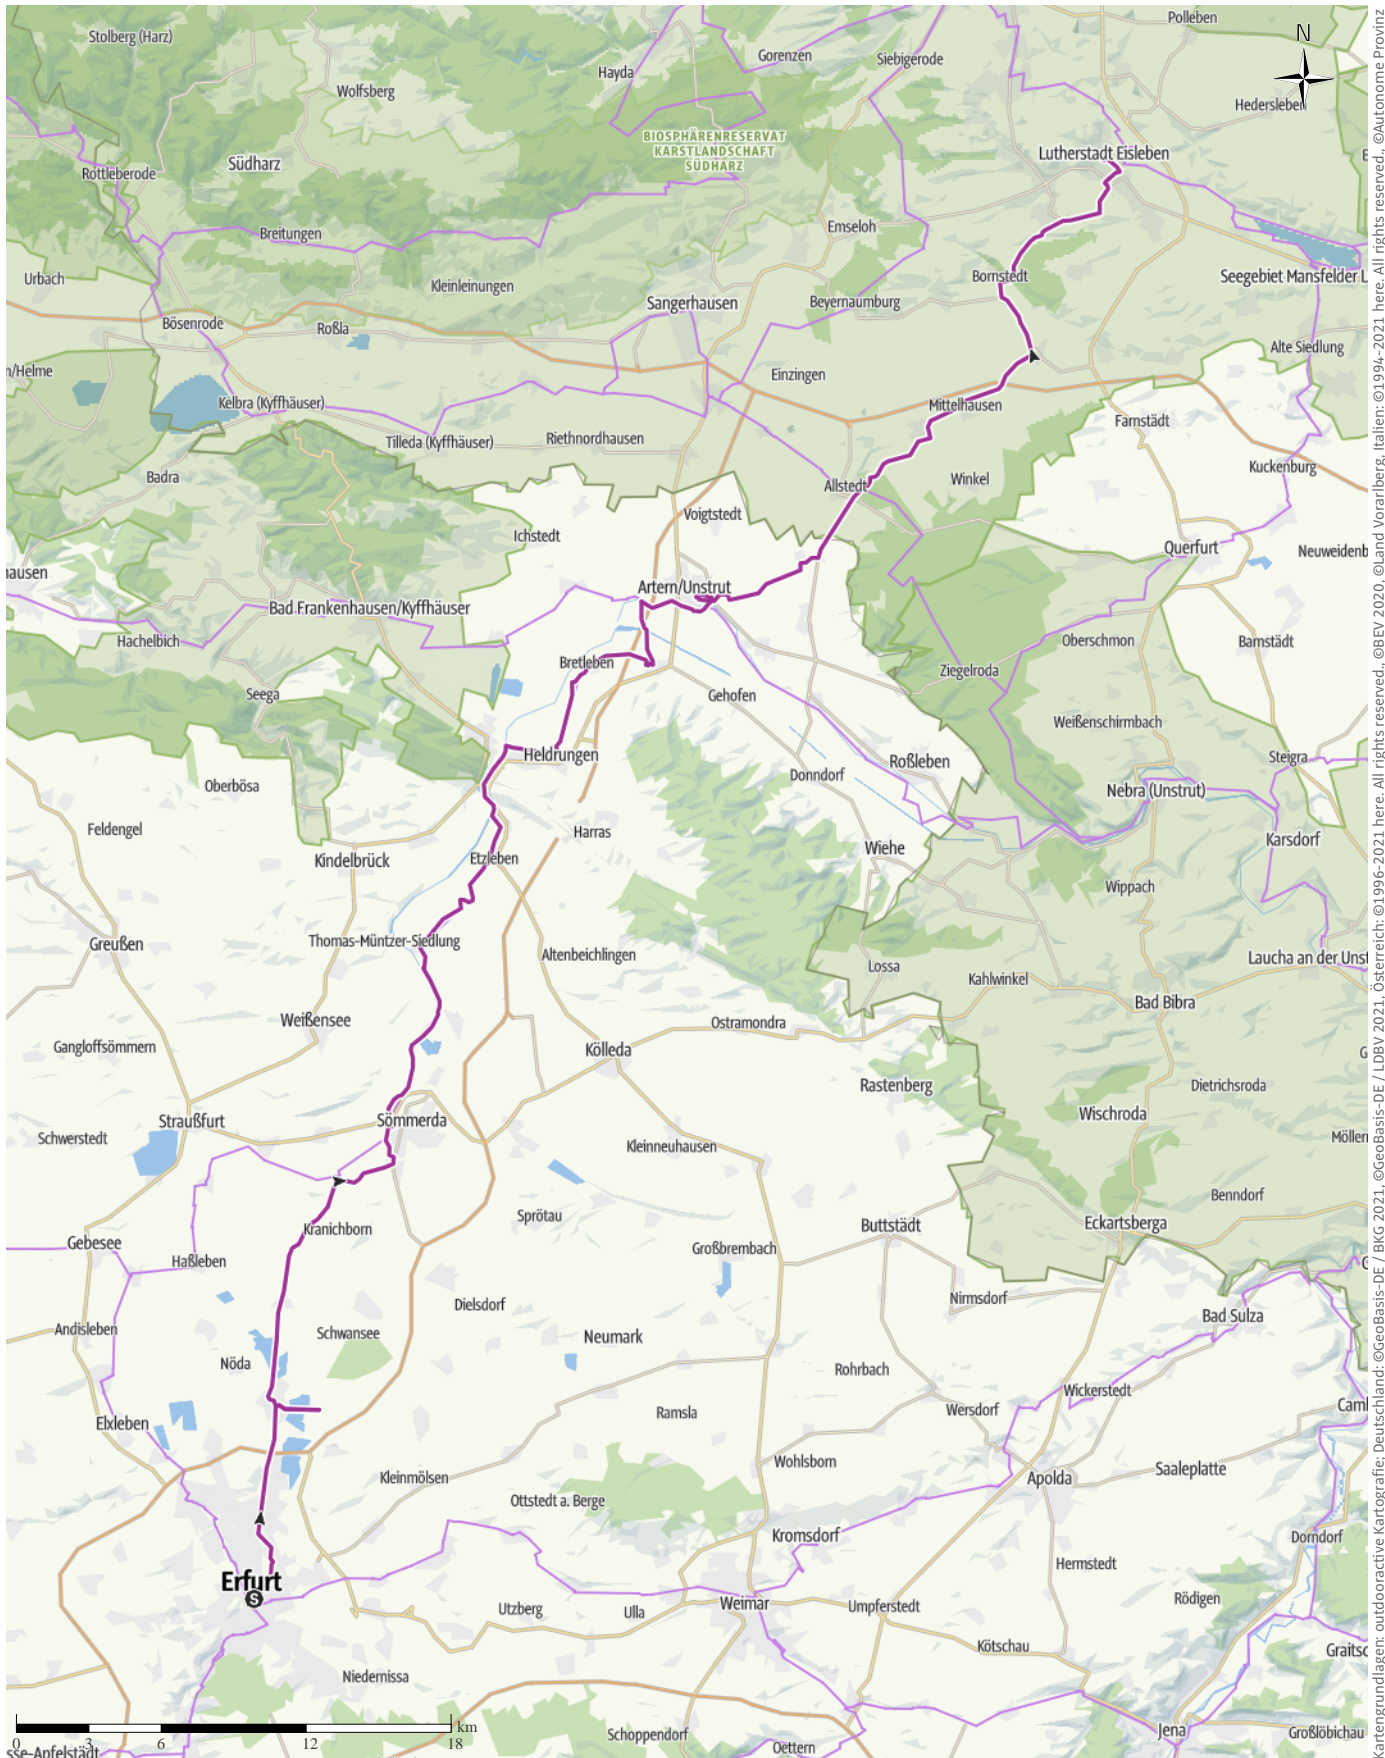 Stolberg (Harz)
Polleben
N
Gorenzen
Siebigerode
Hayda
Wolfsberg
Hedersleben
BIOSPHÄRENRESERVAT
KARSTLANDSCHAFT
SÜDHARZ
Lutherstadt Eisleben
Südharz
Rottleberode
Breitungen
Emseloh
Urbach
Kleinleinungen
Bornstedt
Seegebiet Mansfelder L
Sangerhausen
Beyernaumburg
Bösenrode
Roßla
Alte Siedlung
n/Helme
Einzingen
Kelbra (Kyffhäuser)
Mittelhausen
Farnstädt
Tilleda (Kyffhäuser)
Riethnordhausen
Badra
Kuckenburg
Allstedt
Winkel
Voigtstedt
Ichstedt
Querfurt
Neuweidenb
hausen
Artern/Unstrut
Bad Frankenhausen/Kyffhäuser
Hachelbich
Oberschmon
Barnstädt
Bretleben
Ziegelroda
Seega
Gehofen
Weißenschirmbach
Heldrungen
Roßleben
Steigra
Donndorf
Oberbösa
Nebra (Unstrut)
Feldengel
Harras
Karsdorf
Kindelbrück
Etzleben
Wiehe
Wippach
Greußen
Thomas-Müntzer-Siedlung
Altenbeichlingen
Laucha an der Unst
Lossa
Kahlwinkel
Bad Bibra
Weißensee
Ostramondra
Gangloffsömmern
Kölleda
G
Rastenberg
Dietrichsroda
Wischroda
Straußfurt
Sömmerda
Schwerstedt
Kleinneuhausen
Möllern
Benndorf
Sprötau
Kranichborn
Buttstädt
Eckartsberga
Gebesee
Großbrembach
Haßleben
Nirmsdorf
Dielsdorf
Bad Sulza
Andisleben
Schwansee
Neumark
Nöda
Rohrbach
Wickerstedt
Elxleben
Ramsla
Wersdorf
Caml
Wohlsborn
Kleinmölsen
Apolda
Saaleplatte
Ottstedt a. Berge
Kromsdorf
Dorndorf
Hermstedt
Erfurt
S
Utzberg
Ulla
Weimar
Umpferstedt
Rödigen
Kötschau
Graitsc
Niedernissa
Schoppendorf
Oettern
Jena
Großlöbichau
0 3 6 12 18 km
sse-Apfelstädt
artengrundlagen: outdooractive Kartografie; Deutschland: ©GeoBasis-DE / BKG 2021, ©GeoBasis-DE / LDBV 2021, Österreich: ©1996-2021 here. All rights reserved., ©BEV 2020, ©Land Vorarlberg, Italien: ©1994-2021 here. All rights reserved., ©Autonome Provinz